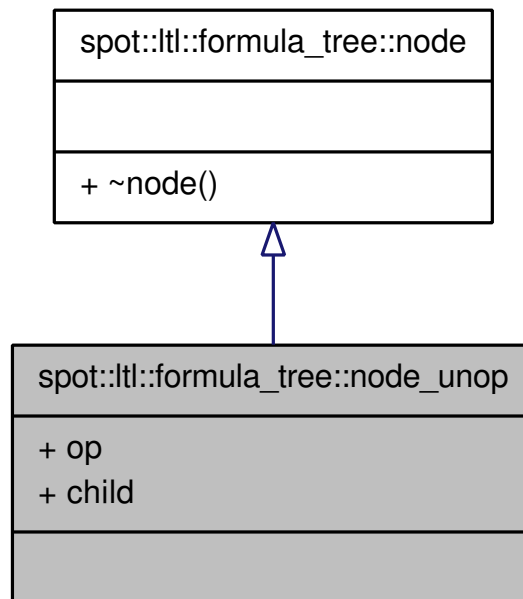 spot::ltl::formula_tree::node
+ ~node()
spot::ltl::formula_tree::node_unop
+ op
+ child